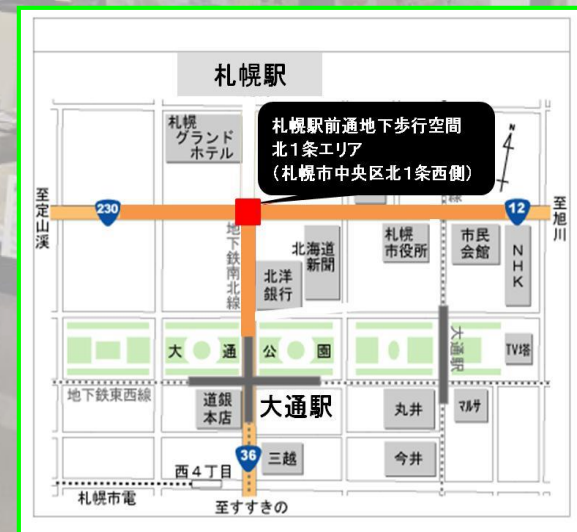 札幌駅
札幌
グランド
ホテル
札幌駅前通地下歩行空間
北1条エリア
(札幌市中央区北1条西側)
N
至定山渓
230
12
至旭川
地下鉄南北線
北海道
新聞
北洋
銀行
札幌
市役所
市民
会館
NHK
線
大通公園
大通駅
TV塔
地下鉄東西線
道銀
本店
大通駅
丸井
マルサ
36
三越
今井
西4丁目
札幌市電
至すすきの